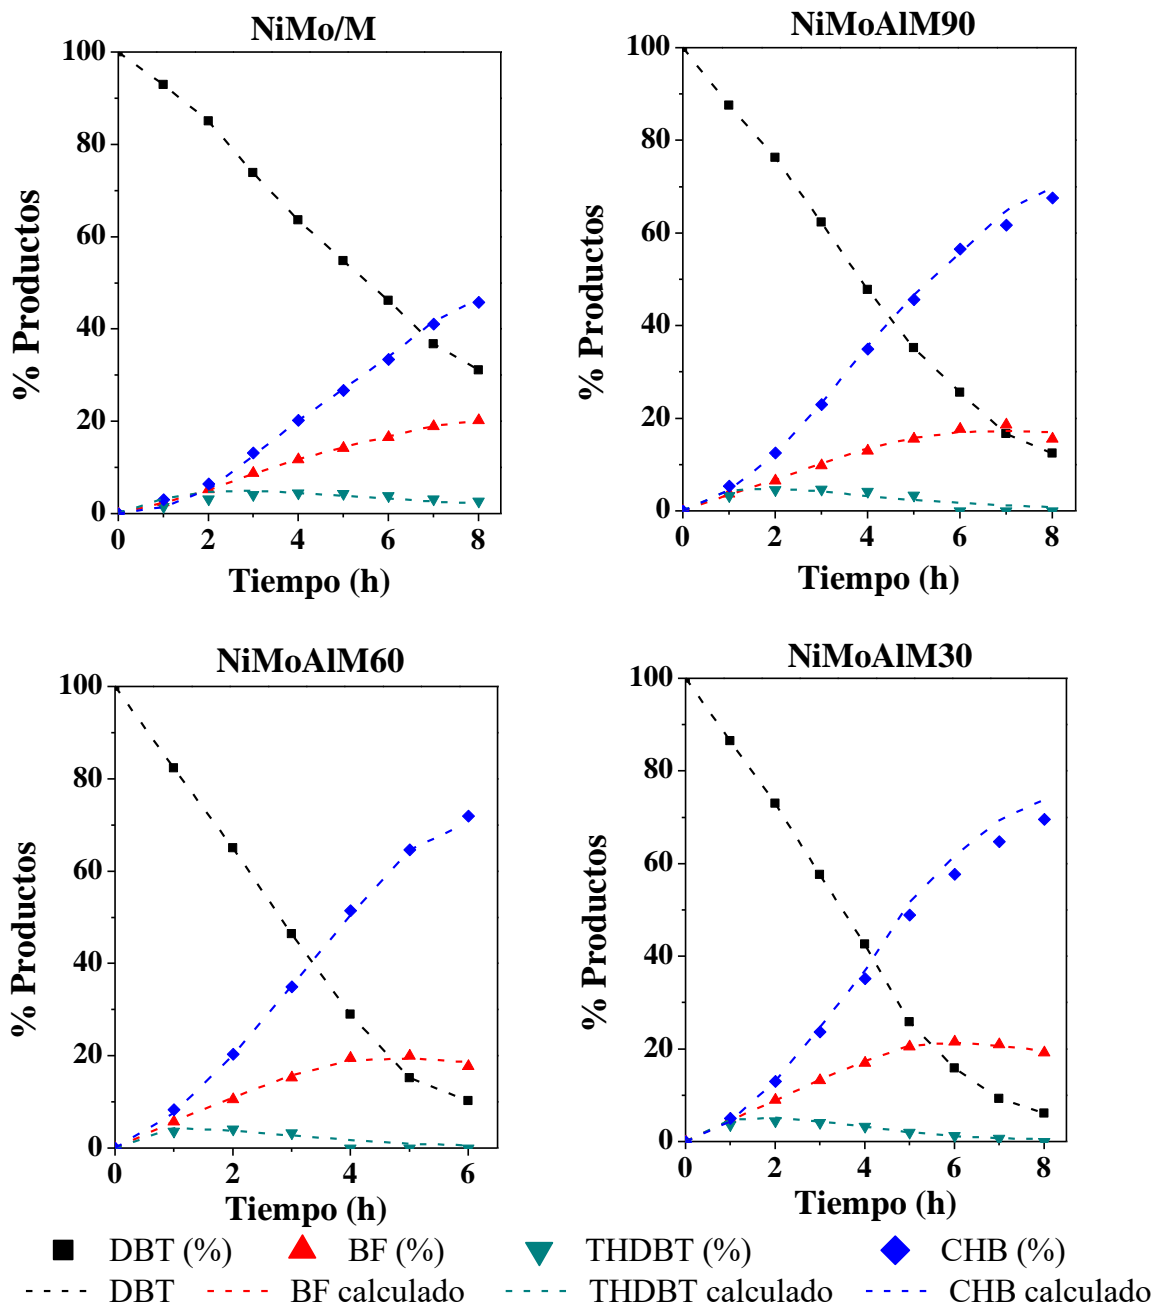 NiMo/M
100
80
60
40
20
0
% Productos
0 2 4 6 8
Tiempo (h)
NiMoAlM90
100
80
60
40
20
0
% Productos
0 2 4 6 8
Tiempo (h)
NiMoAlM60
100
80
60
40
20
0
% Productos
0 2 4 6
Tiempo (h)
NiMoAlM30
100
80
60
40
20
0
% Productos
0 2 4 6 8
Tiempo (h)
DBT (%) BF (%) THDBT (%) CHB (%)
DBT BF calculado THDBT calculado CHB calculado